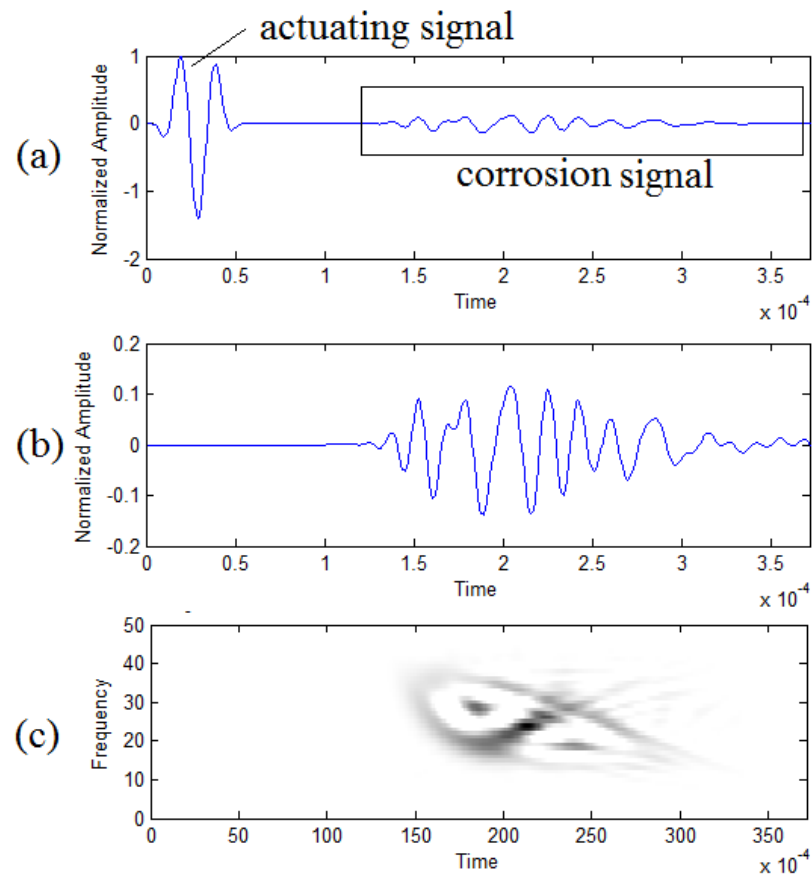 actuating signal
(a)
Normalized Amplitude
1
0
-1
-2
corrosion signal
0 0.5 1 1.5 2 2.5 3 3.5
Time
x 10-4
(b)
Normalized Amplitude
0.2
0.1
0
-0.1
-0.2
0 0.5 1 1.5 2 2.5 3 3.5
Time
x 10-4
(c)
Frequency
50
40
30
20
10
0
0 50 100 150 200 250 300 350
Time
x 10-4